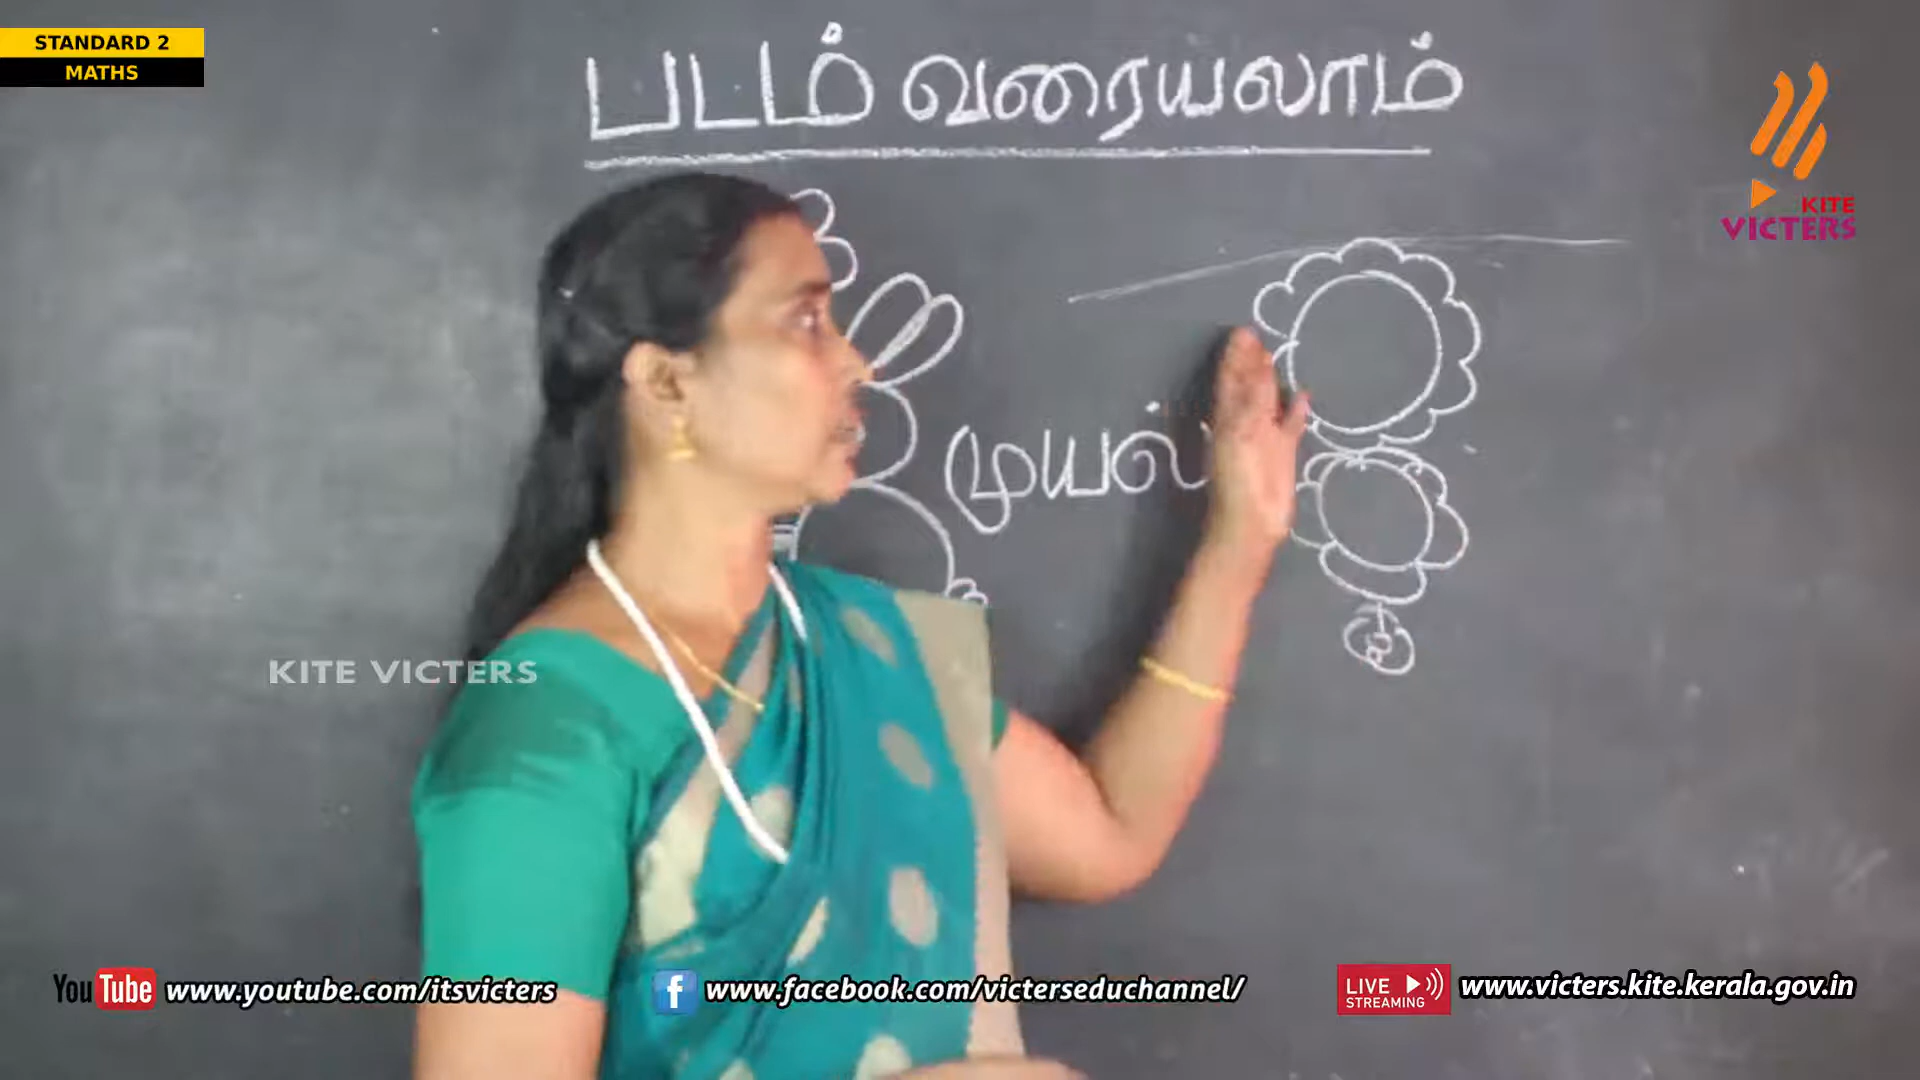 STANDARD 2
MATHS
படம் வரையலாம்
KITE
VICTERS
முயல்
KITE VICTERS
YouTube www.youtube.com/itsvicters
f www.facebook.com/victerseduchannel/
LIVE STREAMING www.victers.kite.kerala.gov.in